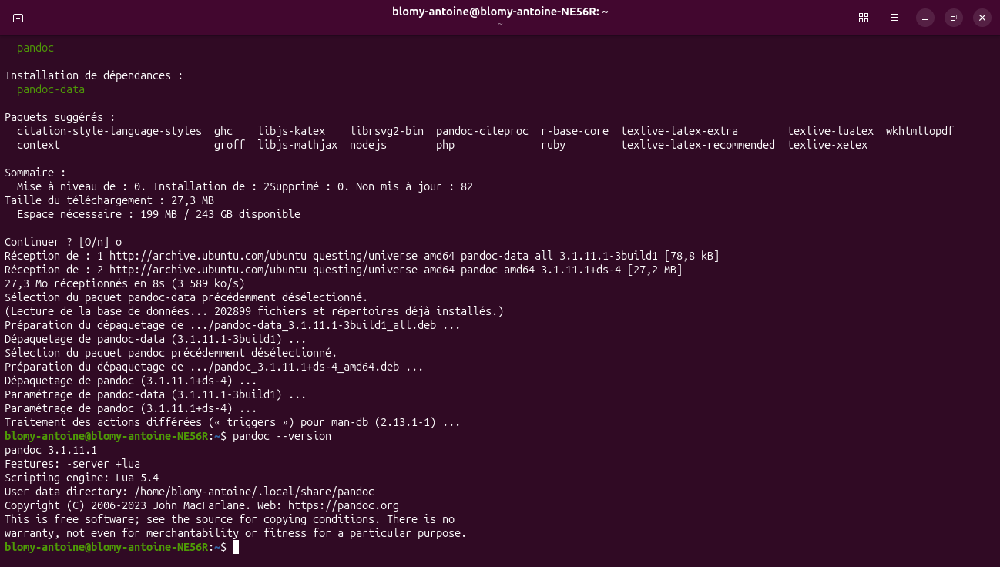 blomy-antoine@blomy-antoine-NE56R: ~
~
pandoc
Installation de dépendances :
pandoc-data
Paquets suggérés :
citation-style-language-styles ghc libjs-katex librsvg2-bin pandoc-citeproc r-base-core texlive-latex-extra texlive-luatex wkhtmltopdf
context groff libjs-mathjax nodejs php ruby texlive-latex-recommended texlive-xetex
Sommaire :
Mise à niveau de : 0. Installation de : 2Supprimé : 0. Non mis à jour : 82
Taille du téléchargement : 27,3 MB
Espace nécessaire : 199 MB / 243 GB disponible
Continuer ? [O/n] o
Réception de : 1 http://archive.ubuntu.com/ubuntu questing/universe amd64 pandoc-data all 3.1.11.1-3build1 [78,8 kB]
Réception de : 2 http://archive.ubuntu.com/ubuntu questing/universe amd64 pandoc amd64 3.1.11.1+ds-4 [27,2 MB]
27,3 Mo réceptionnés en 8s (3 589 ko/s)
Sélection du paquet pandoc-data précédemment désélectionné.
(Lecture de la base de données... 202899 fichiers et répertoires déjà installés.)
Préparation du dépaquetage de .../pandoc-data_3.1.11.1-3build1_all.deb ...
Dépaquetage de pandoc-data (3.1.11.1-3build1) ...
Sélection du paquet pandoc précédemment désélectionné.
Préparation du dépaquetage de .../pandoc_3.1.11.1+ds-4_amd64.deb ...
Dépaquetage de pandoc (3.1.11.1+ds-4) ...
Paramétrage de pandoc-data (3.1.11.1-3build1) ...
Paramétrage de pandoc (3.1.11.1+ds-4) ...
Traitement des actions différées (« triggers ») pour man-db (2.13.1-1) ...
blomy-antoine@blomy-antoine-NE56R:~$ pandoc --version
pandoc 3.1.11.1
Features: -server +lua
Scripting engine: Lua 5.4
User data directory: /home/blomy-antoine/.local/share/pandoc
Copyright (C) 2006-2023 John MacFarlane. Web: https://pandoc.org
This is free software; see the source for copying conditions. There is no
warranty, not even for merchantability or fitness for a particular purpose.
blomy-antoine@blomy-antoine-NE56R:~$